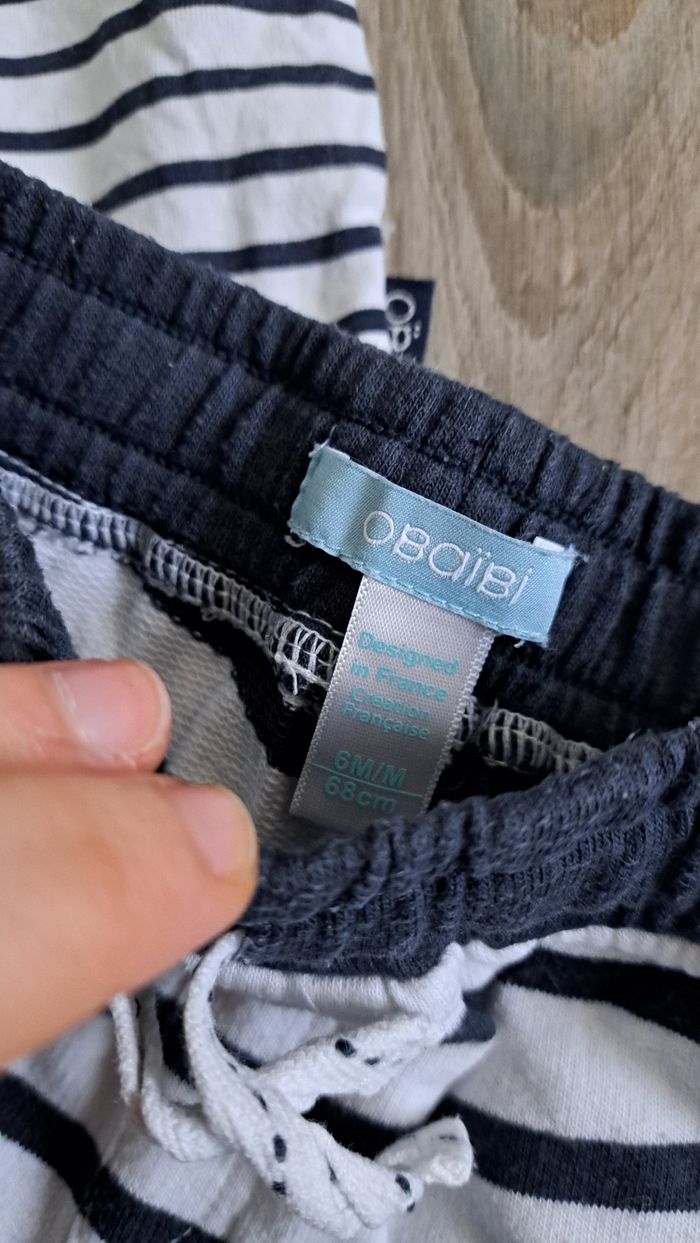 obaïbi
Designed
in France
Création
Française
6M/M
68cm